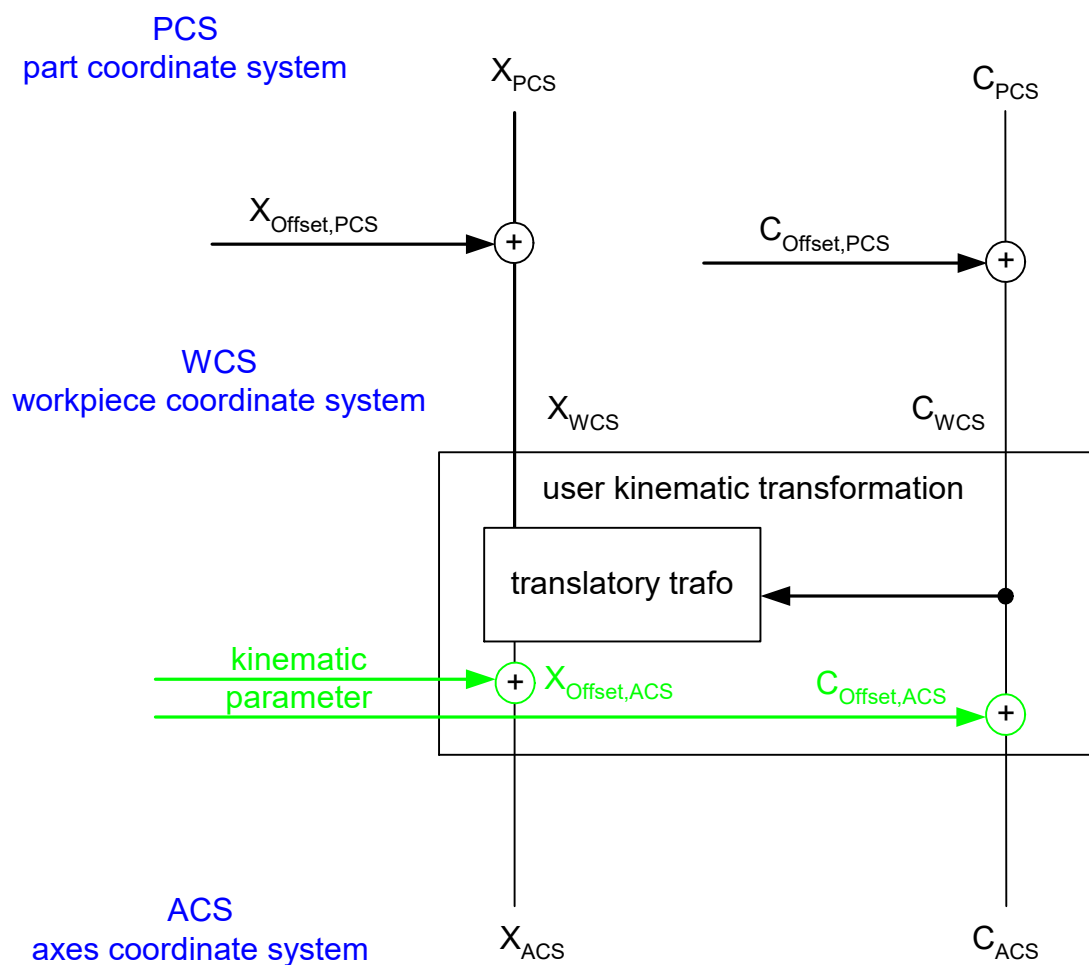 PCS
part coordinate system
X_PCS
C_PCS
X_Offset,PCS
+
C_Offset,PCS
+
WCS
workpiece coordinate system
X_WCS
C_WCS
user kinematic transformation
translatory trafo
kinematic
parameter
+
X_Offset,ACS
C_Offset,ACS
+
ACS
axes coordinate system
X_ACS
C_ACS